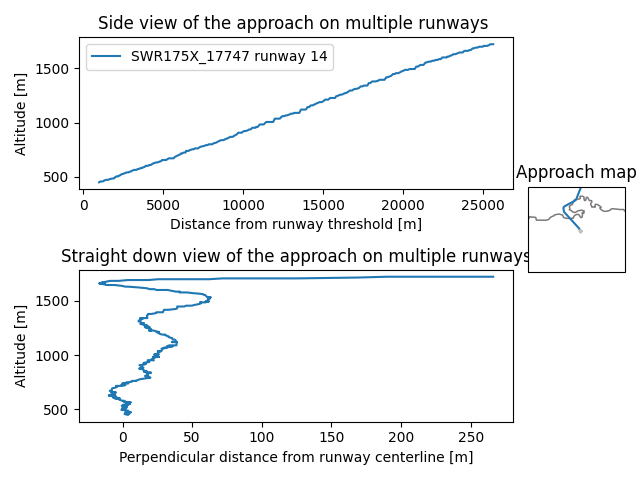 Side view of the approach on multiple runways
SWR175X_17747 runway 14
Altitude [m]
1500
1000
500
0
5000
10000
15000
20000
25000
Distance from runway threshold [m]
Approach map
Straight down view of the approach on multiple runways
Altitude [m]
1500
1000
500
0
50
100
150
200
250
Perpendicular distance from runway centerline [m]